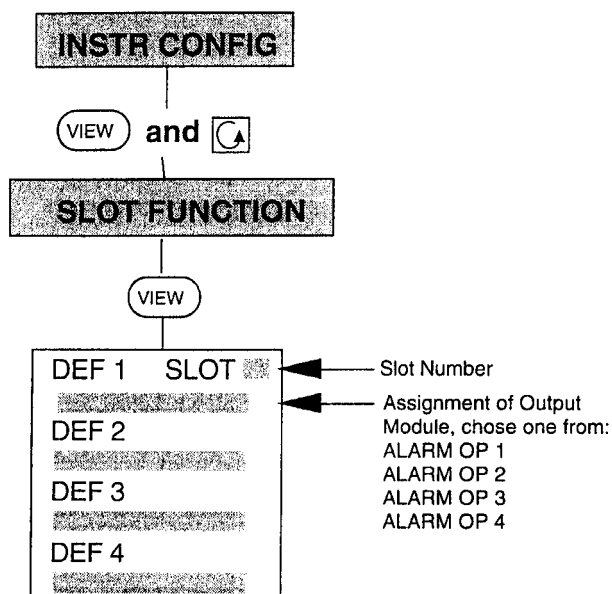 INSTR CONFIG
VIEW and
SLOT FUNCTION
VIEW
DEF 1 SLOT
Slot Number
Assignment of Output
Module, chose one from:
DEF 2
ALARM OP 1
ALARM OP 2
DEF 3
ALARM OP 3
ALARM OP 4
DEF 4